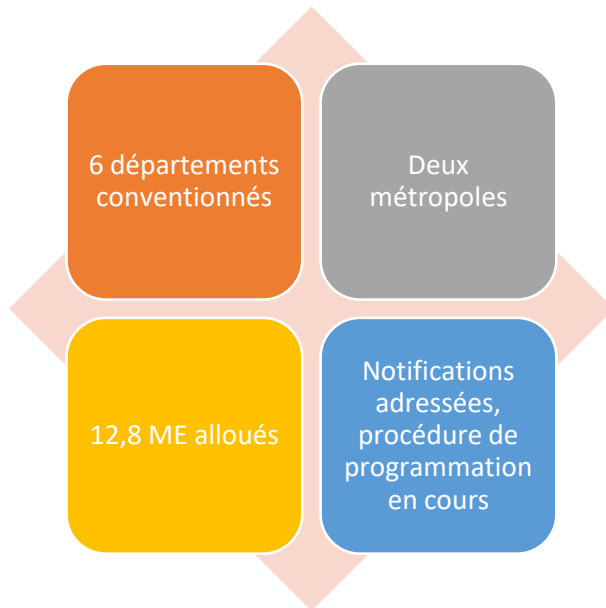 6 départements
conventionnés
Deux
métropoles
12,8 ME alloués
Notifications
adressées,
procédure de
programmation
en cours